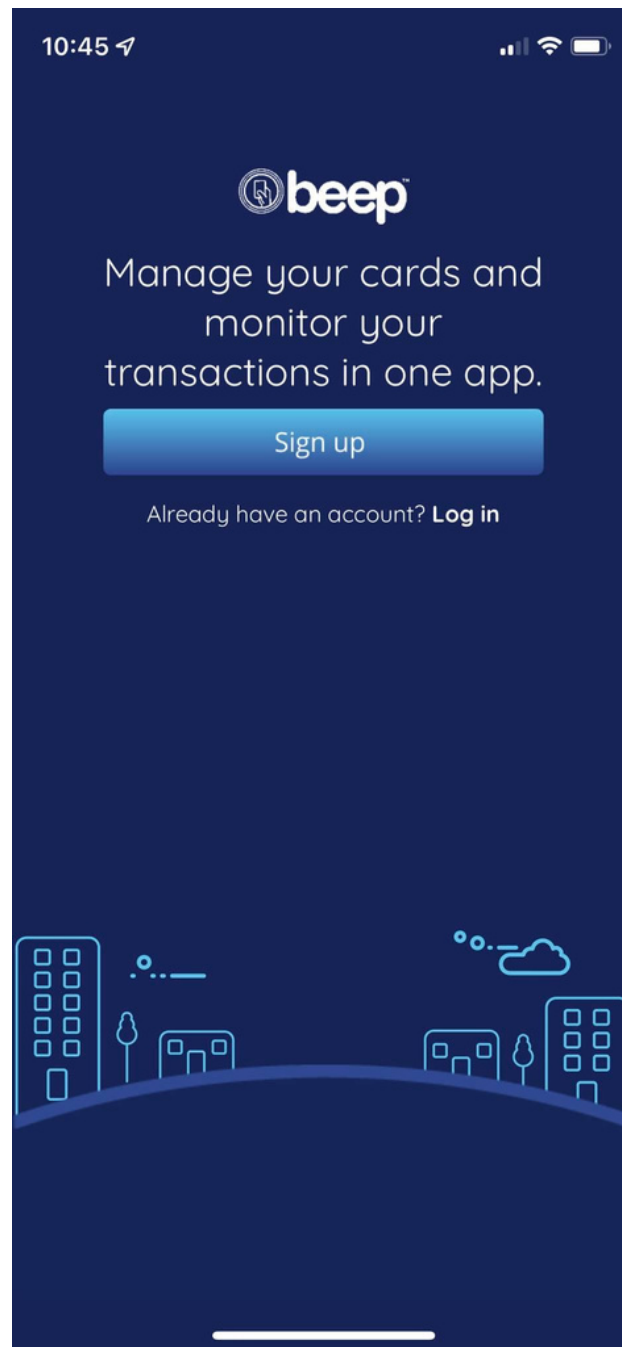 10:45
beep™
Manage your cards and
monitor your
transactions in one app.
Sign up
Already have an account? Log in